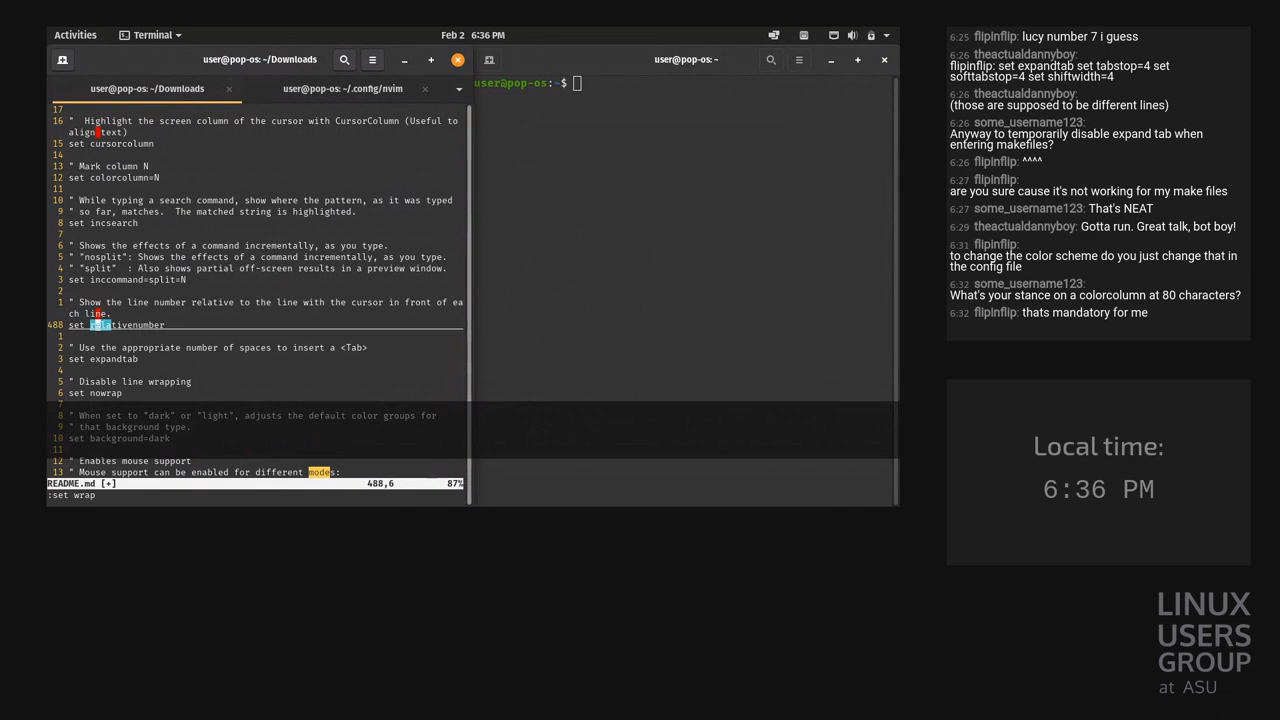 Activities
Terminal
Feb 2 6:36 PM
user@pop-os: ~/Downloads
user@pop-os: ~
user@pop-os: ~/Downloads
user@pop-os: ~/.config/nvim
user@pop-os:~$
17
16 "  Highlight the screen column of the cursor with CursorColumn (Useful to
align text)
15 set cursorcolumn
14
13 " Mark column N
12 set colorcolumn=N
11
10 " While typing a search command, show where the pattern, as it was typed
9 " so far, matches.  The matched string is highlighted.
8 set incsearch
7
6 " Shows the effects of a command incrementally, as you type.
5 " "nosplit": Shows the effects of a command incrementally, as you type.
4 " "split"  : Also shows partial off-screen results in a preview window.
3 set inccommand=split=N
2
1 " Show the line number relative to the line with the cursor in front of ea
ch line.
488 set relativenumber
1
2 " Use the appropriate number of spaces to insert a <Tab>
3 set expandtab
4
5 " Disable line wrapping
6 set nowrap
7
8 " When set to "dark" or "light", adjusts the default color groups for
9 " that background type.
10 set background=dark
11
12 " Enables mouse support
13 " Mouse support can be enabled for different modes:
README.md [+] 488,6 87%
:set wrap
6:25 flipinflip: lucy number 7 i guess
6:26 theactualdannyboy:
flipinflip: set expandtab set tabstop=4 set
softtabstop=4 set shiftwidth=4
6:26 theactualdannyboy:
(those are supposed to be different lines)
6:26 some_username123:
Anyway to temporarily disable expand tab when
entering makefiles?
6:26 flipinflip: ^^^^
6:27 flipinflip:
are you sure cause it's not working for my make files
6:27 some_username123: That's NEAT
6:29 theactualdannyboy: Gotta run. Great talk, bot boy!
6:31 flipinflip:
to change the color scheme do you just change that in
the config file
6:32 some_username123:
What's your stance on a colorcolumn at 80 characters?
6:32 flipinflip: thats mandatory for me
Local time:
6:36 PM
LINUX
USERS
GROUP
at ASU